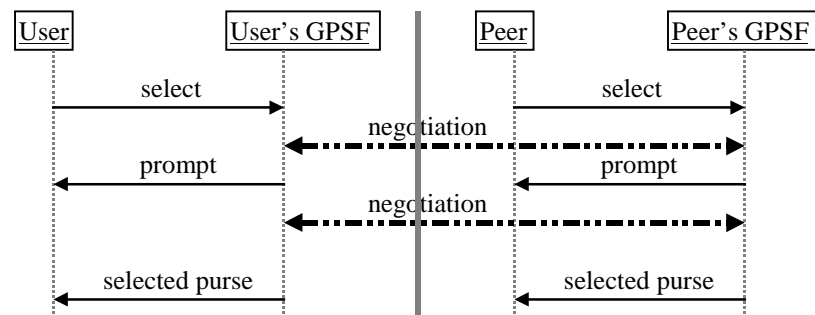 User User's GPSF Peer Peer's GPSF
select select
negotiation
prompt prompt
negotiation
selected purse selected purse